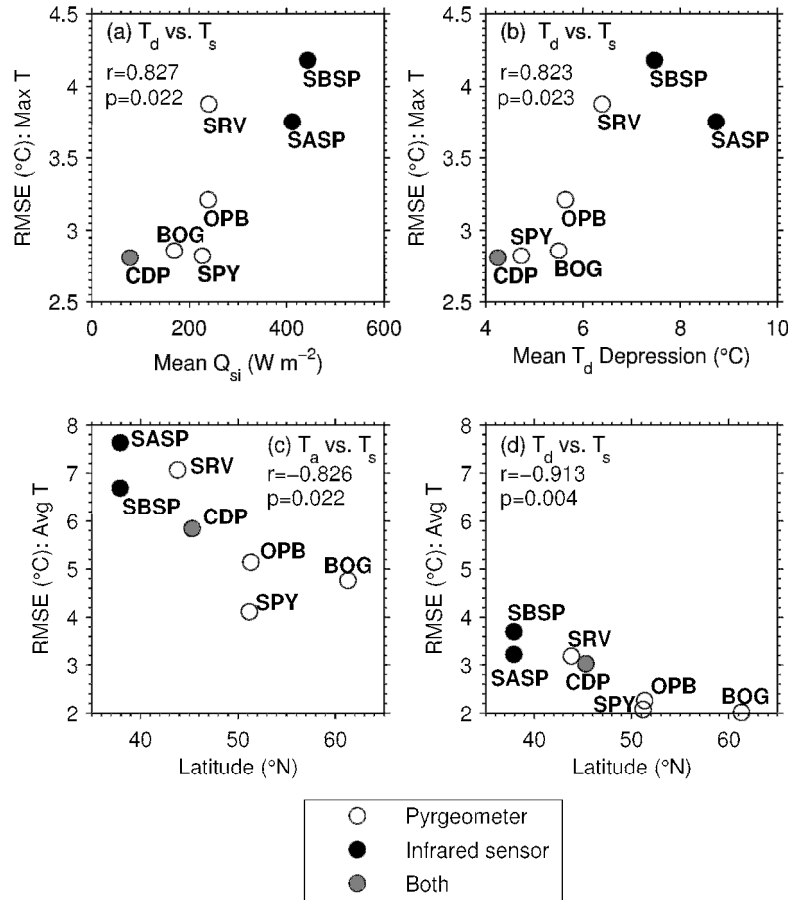 (a) T_d vs. T_s
r=0.827
p=0.022
SBSP
SRV
SASP
OPB
BOG
CDP
SPY
RMSE (°C): Max T
4.5
4
3.5
3
2.5
0 200 400 600
Mean Q_si (W m⁻²)
(b) T_d vs. T_s
r=0.823
p=0.023
SBSP
SRV
SASP
OPB
SPY
CDP
BOG
RMSE (°C): Max T
4.5
4
3.5
3
2.5
4 6 8 10
Mean T_d Depression (°C)
(c) T_a vs. T_s
r=−0.826
p=0.022
SASP
SRV
SBSP
CDP
OPB
BOG
SPY
RMSE (°C): Avg T
8
7
6
5
4
3
2
40 50 60
Latitude (°N)
(d) T_d vs. T_s
r=−0.913
p=0.004
SBSP
SRV
SASP
CDP
OPB
SPY
BOG
RMSE (°C): Avg T
8
7
6
5
4
3
2
40 50 60
Latitude (°N)
Pyrgeometer
Infrared sensor
Both